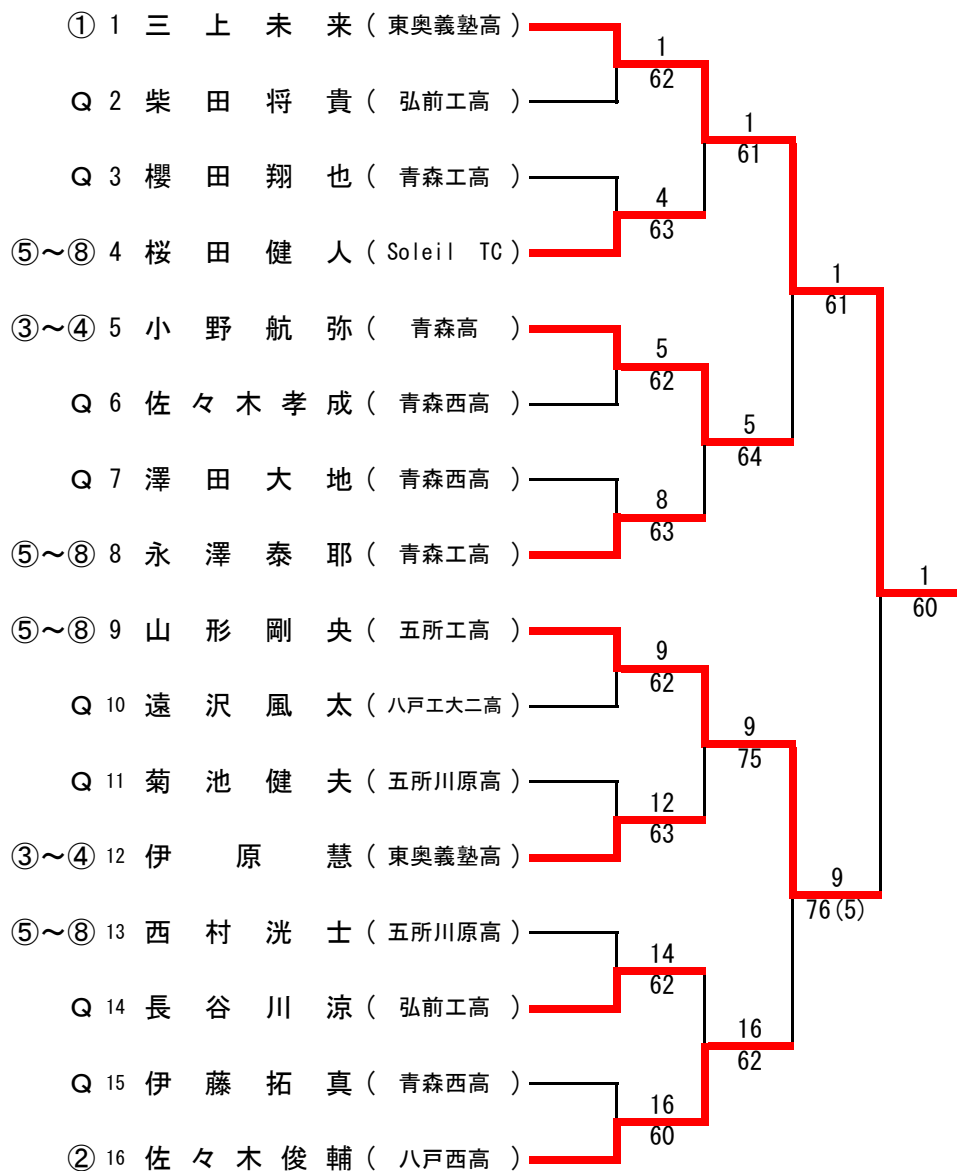 ① 1 三上未来 ( 東奥義塾高 )
1
62
Q 2 柴田将貴 ( 弘前工高 )
1
61
Q 3 櫻田翔也 ( 青森工高 )
4
63
⑤～⑧ 4 桜田健人 ( Soleil TC )
1
61
③～④ 5 小野航弥 ( 青森高 )
5
62
Q 6 佐々木孝成 ( 青森西高 )
5
64
Q 7 澤田大地 ( 青森西高 )
8
63
⑤～⑧ 8 永澤泰耶 ( 青森工高 )
1
60
⑤～⑧ 9 山形剛央 ( 五所工高 )
9
62
Q 10 遠沢風太 ( 八戸工大二高 )
9
75
Q 11 菊池健夫 ( 五所川原高 )
12
63
③～④ 12 伊原慧 ( 東奥義塾高 )
9
76(5)
⑤～⑧ 13 西村洸士 ( 五所川原高 )
14
62
Q 14 長谷川涼 ( 弘前工高 )
16
62
Q 15 伊藤拓真 ( 青森西高 )
16
60
② 16 佐々木俊輔 ( 八戸西高 )